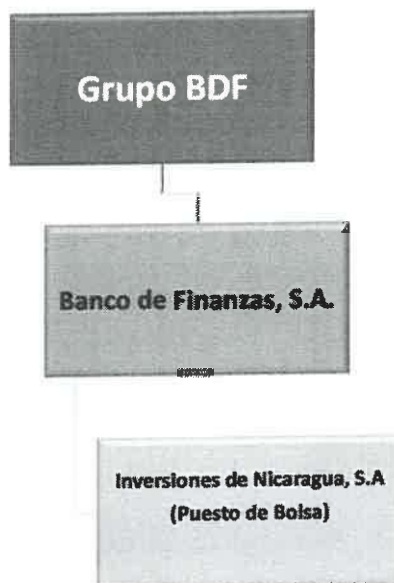 Grupo BDF
Banco de Finanzas, S.A.
Inversiones de Nicaragua, S.A
(Puesto de Bolsa)